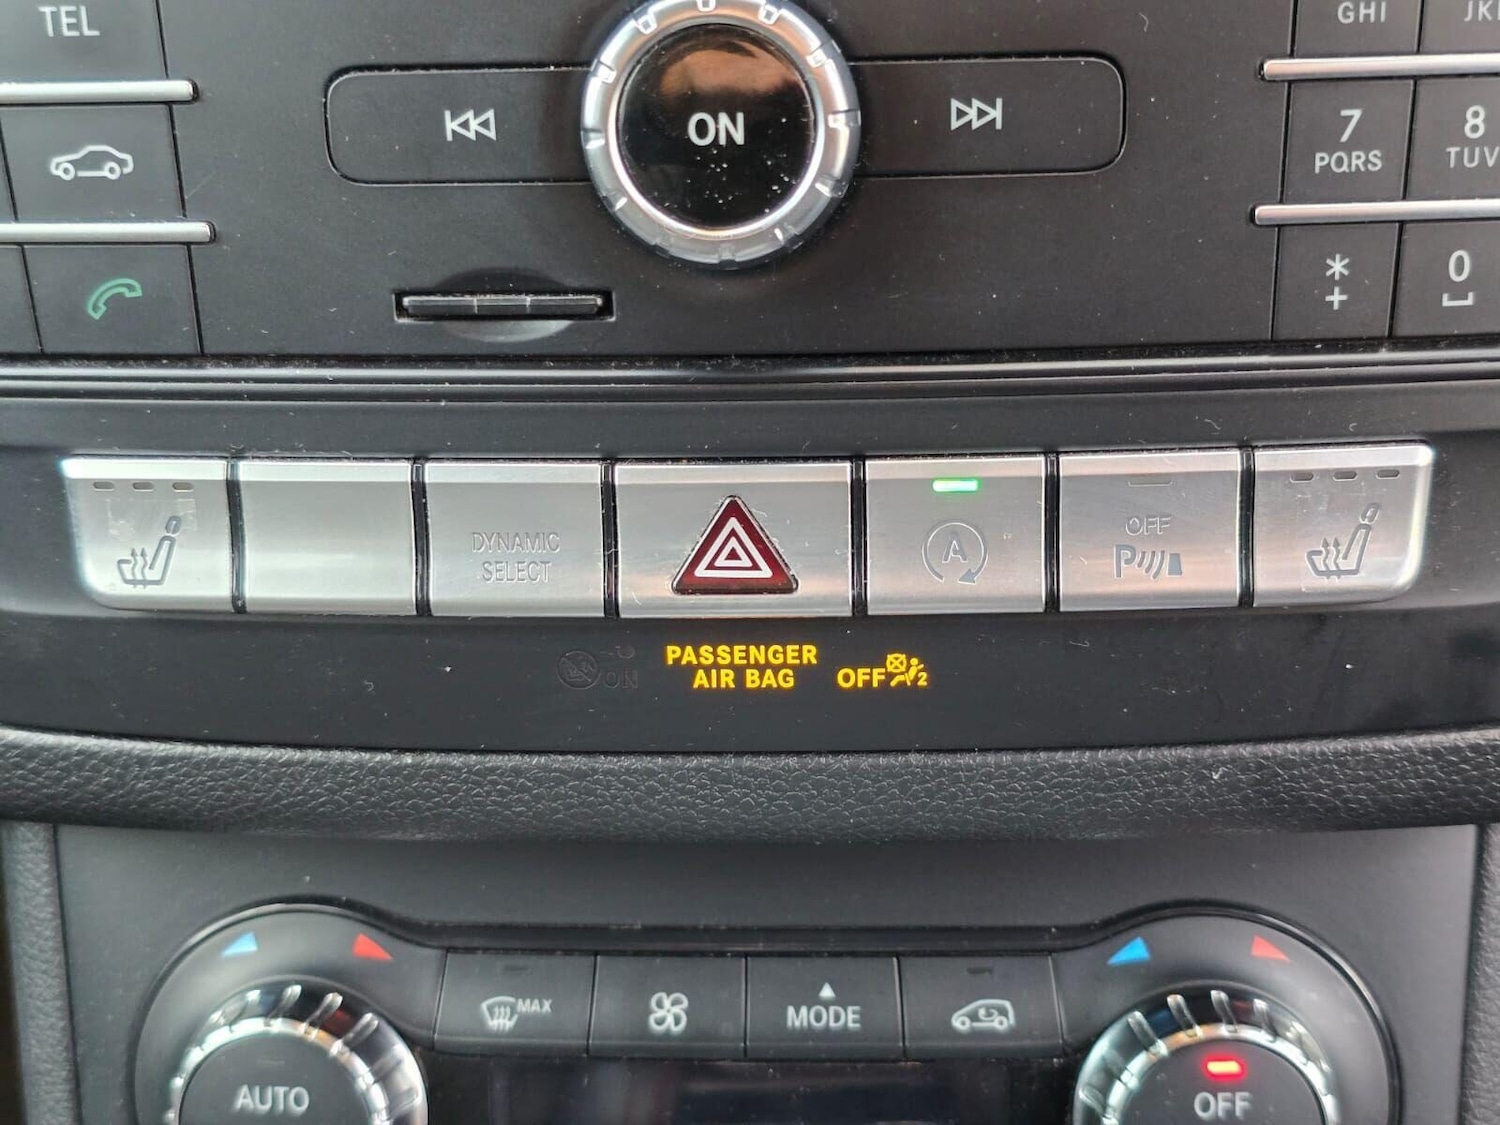 TEL
GHI
JK
ON
7
PQRS
8
TUV
*
+
0
DYNAMIC
SELECT
A
OFF
P
ON
PASSENGER
AIR BAG
OFF 2
MAX
MODE
AUTO
OFF